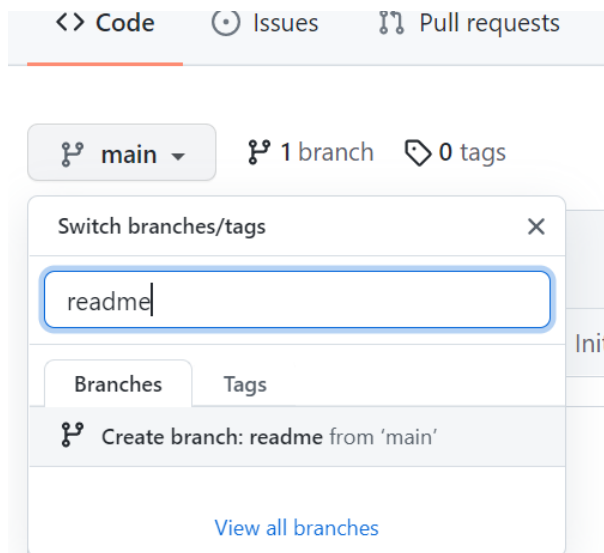 <> Code Issues Pull requests
main 1 branch 0 tags
Switch branches/tags
readme
Init
Branches Tags
Create branch: readme from ‘main’
View all branches